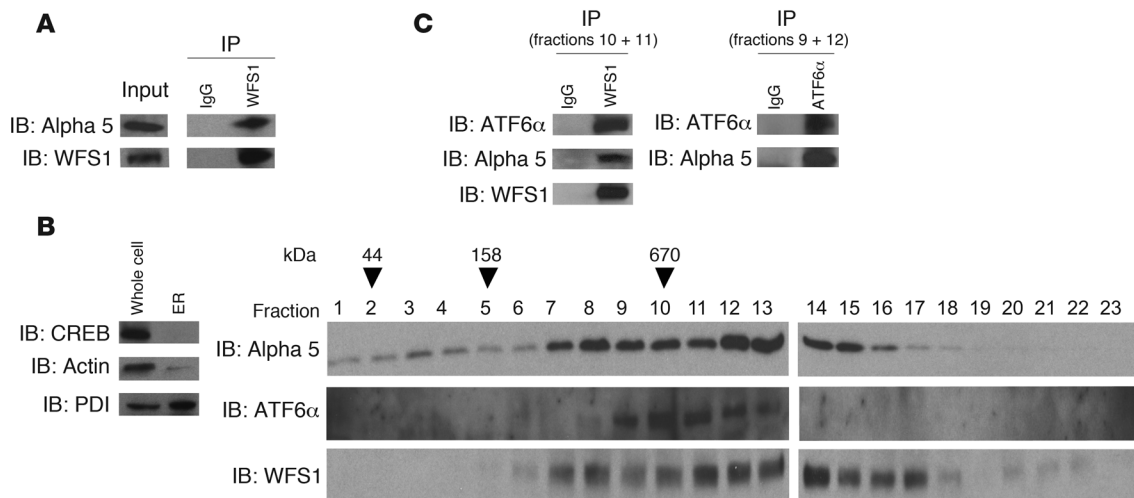 A
IP
Input
IgG
WFS1
IB: Alpha 5
IB: WFS1
C
IP
(fractions 10 + 11)
IgG
WFS1
IB: ATF6α
IB: Alpha 5
IB: WFS1
IP
(fractions 9 + 12)
IgG
ATF6α
IB: ATF6α
IB: Alpha 5
B
Whole cell
ER
IB: CREB
IB: Actin
IB: PDI
kDa 44 158 670
Fraction 1 2 3 4 5 6 7 8 9 10 11 12 13 14 15 16 17 18 19 20 21 22 23
IB: Alpha 5
IB: ATF6α
IB: WFS1